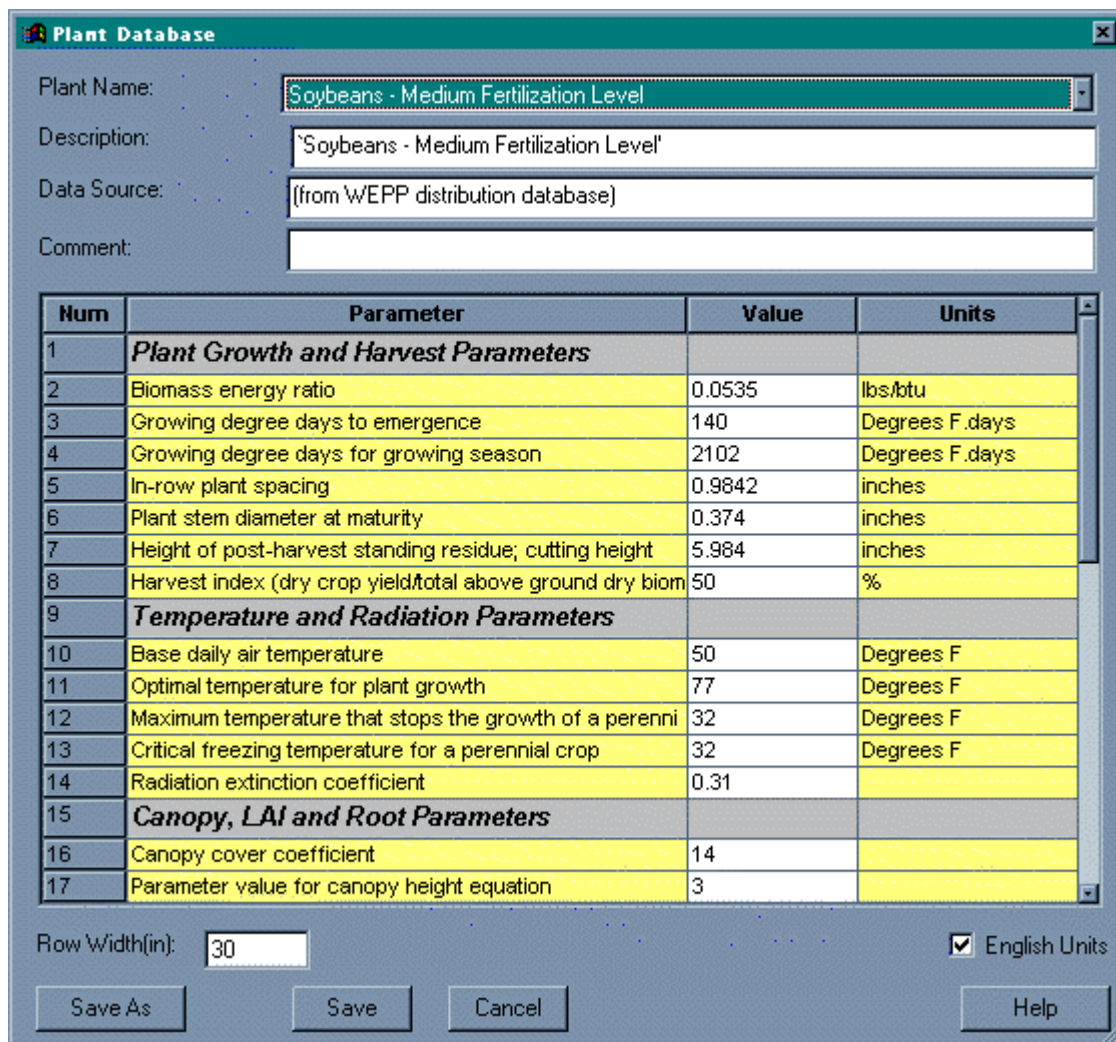 Plant Database
Plant Name: Soybeans - Medium Fertilization Level
Description: `Soybeans - Medium Fertilization Level'
Data Source: (from WEPP distribution database)
Comment:
Num Parameter Value Units
1 Plant Growth and Harvest Parameters
2 Biomass energy ratio 0.0535 lbs/btu
3 Growing degree days to emergence 140 Degrees F.days
4 Growing degree days for growing season 2102 Degrees F.days
5 In-row plant spacing 0.9842 inches
6 Plant stem diameter at maturity 0.374 inches
7 Height of post-harvest standing residue; cutting height 5.984 inches
8 Harvest index (dry crop yield/total above ground dry biom 50 %
9 Temperature and Radiation Parameters
10 Base daily air temperature 50 Degrees F
11 Optimal temperature for plant growth 77 Degrees F
12 Maximum temperature that stops the growth of a perenni 32 Degrees F
13 Critical freezing temperature for a perennial crop 32 Degrees F
14 Radiation extinction coefficient 0.31
15 Canopy, LAI and Root Parameters
16 Canopy cover coefficient 14
17 Parameter value for canopy height equation 3
Row Width(in): 30 English Units
Save As Save Cancel Help